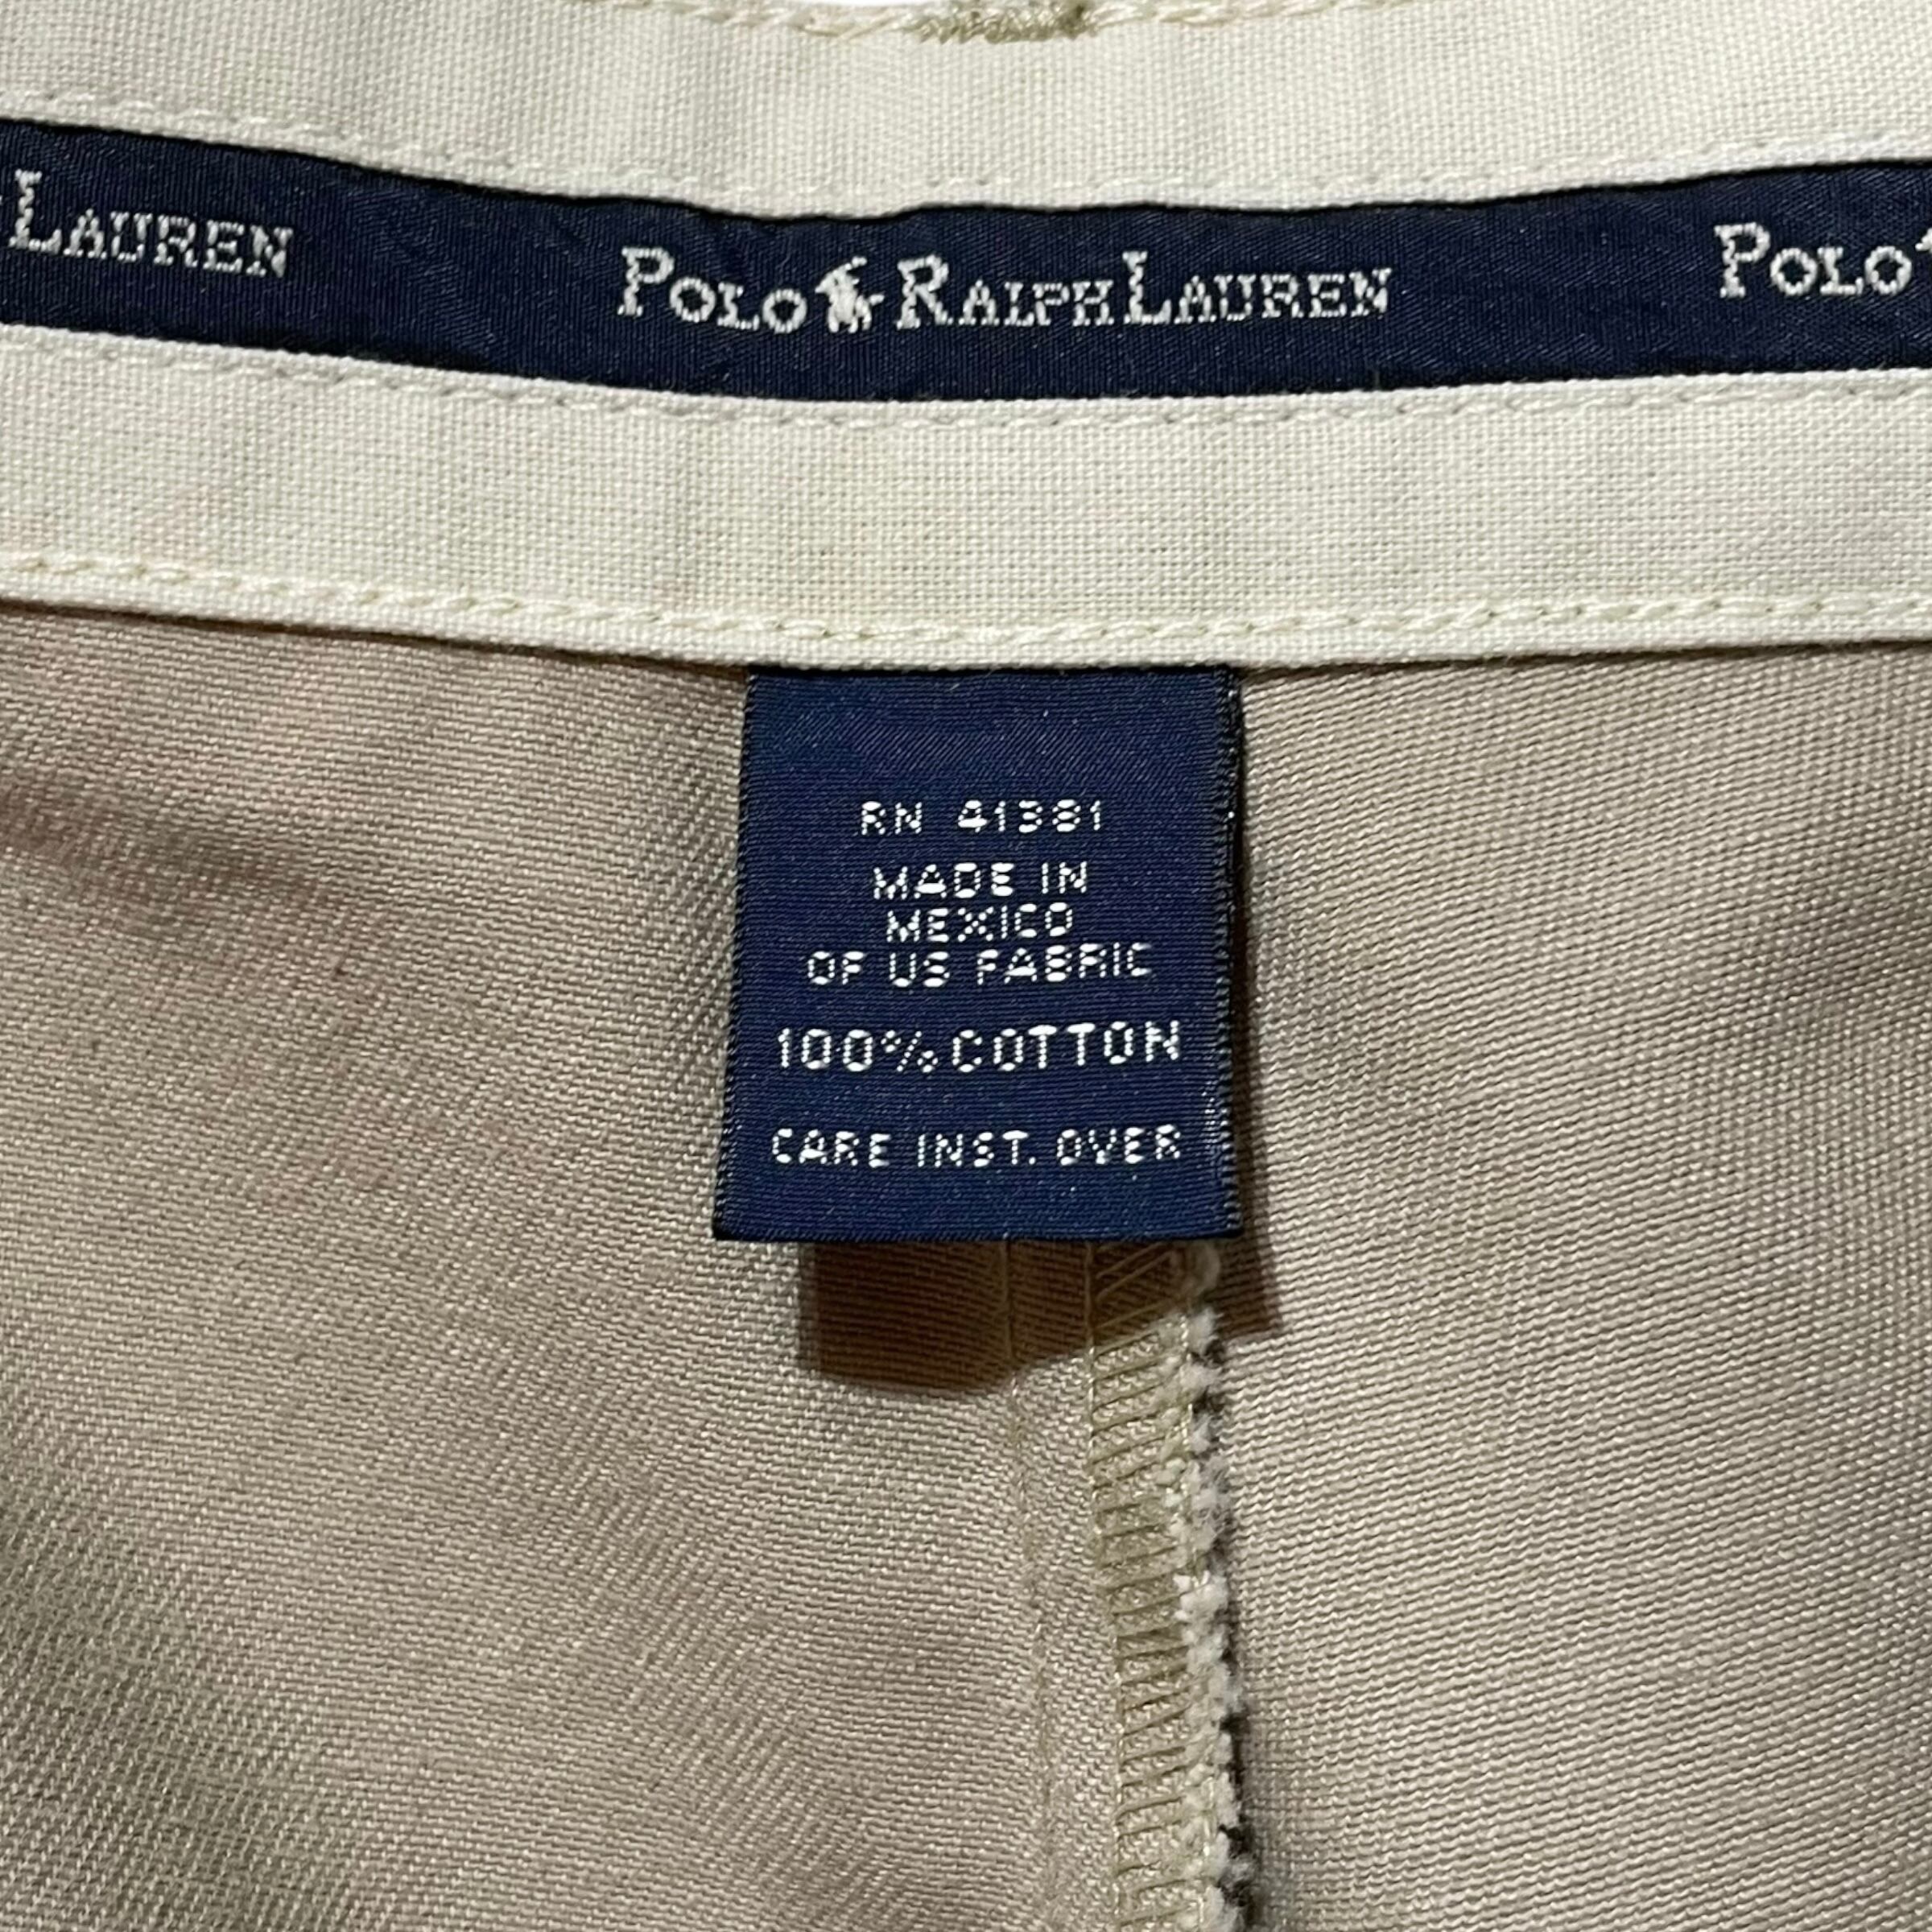 LAUREN POLO RALPH LAUREN POLO
RN 41381
MADE IN
MEXICO
OF US FABRIC
100% COTTON
CARE INST. OVER